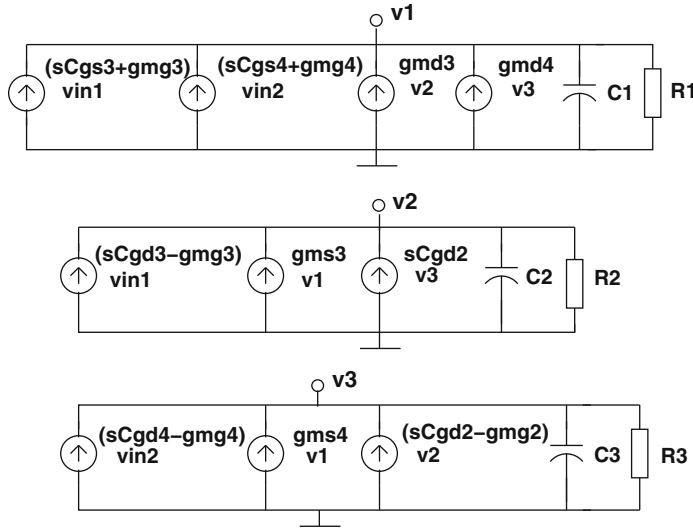 v1
(sCgs3+gmg3)
vin1
(sCgs4+gmg4)
vin2
gmd3
v2
gmd4
v3
C1
R1
v2
(sCgd3−gmg3)
vin1
gms3
v1
sCgd2
v3
C2
R2
v3
(sCgd4−gmg4)
vin2
gms4
v1
(sCgd2−gmg2)
v2
C3
R3